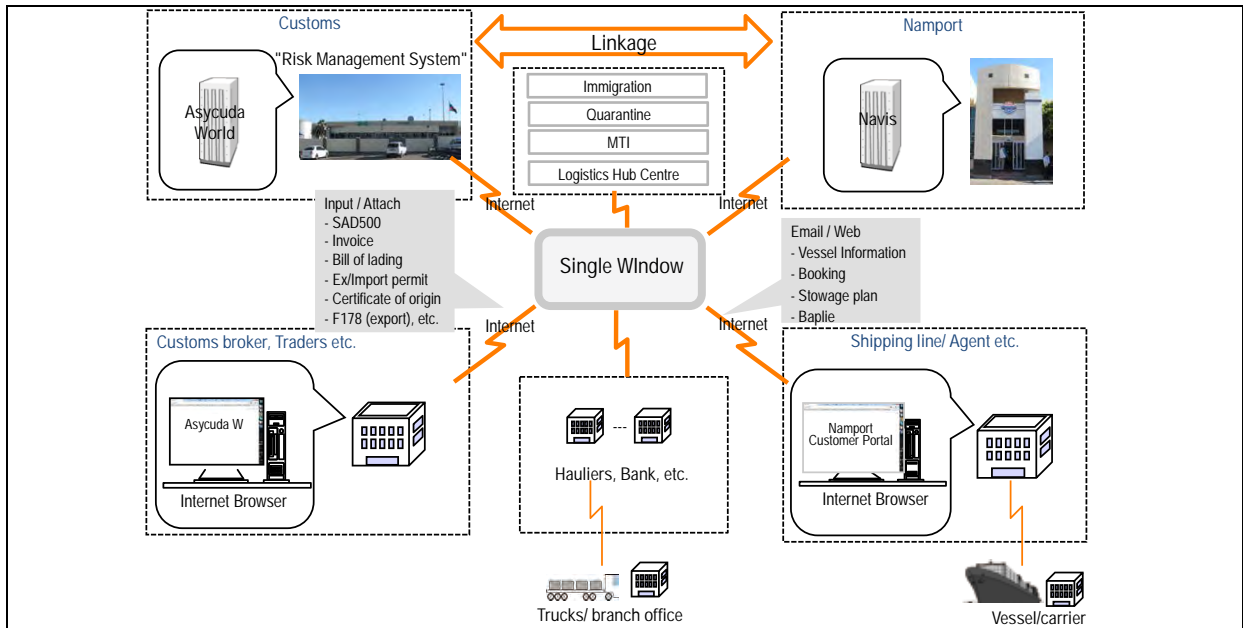 Customs
Linkage
Namport
"Risk Management System"
Asycuda
World
Immigration
Quarantine
MTI
Logistics Hub Centre
Navis
Internet
Internet
Input / Attach
- SAD500
- Invoice
- Bill of lading
- Ex/Import permit
- Certificate of origin
- F178 (export), etc.
Single WIndow
Email / Web
- Vessel Information
- Booking
- Stowage plan
- Baplie
Internet
Internet
Customs broker, Traders etc.
Asycuda W
Internet Browser
---
Hauliers, Bank, etc.
Shipping line/ Agent etc.
Namport
Customer Portal
Internet Browser
Trucks/ branch office
Vessel/carrier